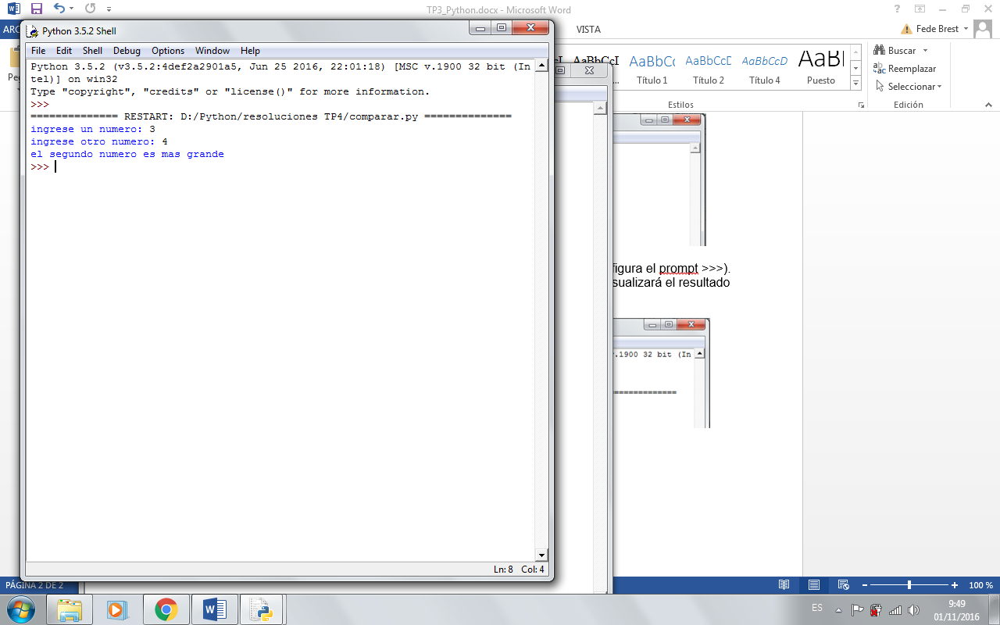 TP3_Python.docx - Microsoft Word
VISTA
Fede Brest
AaBbCcI
AaBbCc
AaBbCcD
AaBbCcD
AaBl
Título 1
Título 2
Título 4
Puesto
Estilos
Buscar
Reemplazar
Seleccionar
Edición
Python 3.5.2 Shell
File Edit Shell Debug Options Window Help
Python 3.5.2 (v3.5.2:4def2a2901a5, Jun 25 2016, 22:01:18) [MSC v.1900 32 bit (In
tel)] on win32
Type "copyright", "credits" or "license()" for more information.
>>>
============== RESTART: D:/Python/resoluciones TP4/comparar.py ==============
ingrese un numero: 3
ingrese otro numero: 4
el segundo numero es mas grande
>>>
Ln: 8 Col: 4
figura el prompt >>>).
sualizará el resultado
v.1900 32 bit (In
=============
PÁGINA 2 DE 2
100 %
ES
9:49
01/11/2016